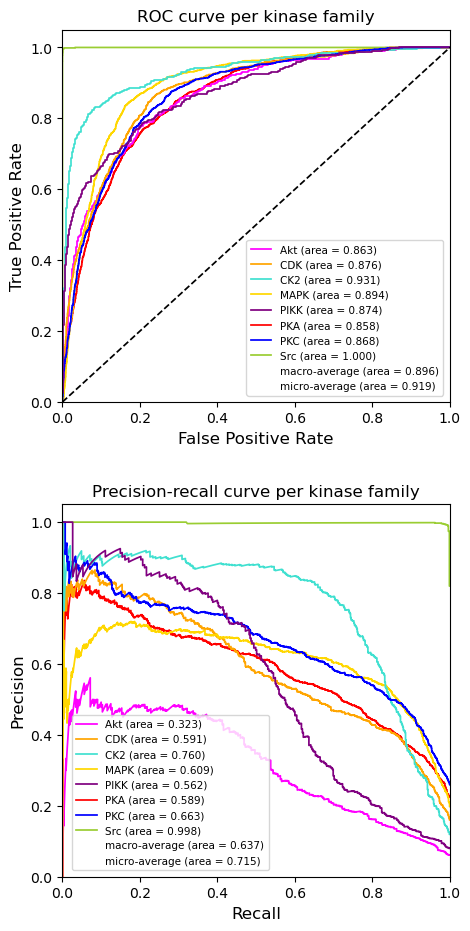 ROC curve per kinase family
1.0
0.8
0.6
0.4
0.2
0.0
True Positive Rate
Akt (area = 0.863)
CDK (area = 0.876)
CK2 (area = 0.931)
MAPK (area = 0.894)
PIKK (area = 0.874)
PKA (area = 0.858)
PKC (area = 0.868)
Src (area = 1.000)
macro-average (area = 0.896)
micro-average (area = 0.919)
0.0 0.2 0.4 0.6 0.8 1.0
False Positive Rate
Precision-recall curve per kinase family
1.0
0.8
0.6
0.4
0.2
0.0
Precision
Akt (area = 0.323)
CDK (area = 0.591)
CK2 (area = 0.760)
MAPK (area = 0.609)
PIKK (area = 0.562)
PKA (area = 0.589)
PKC (area = 0.663)
Src (area = 0.998)
macro-average (area = 0.637)
micro-average (area = 0.715)
0.0 0.2 0.4 0.6 0.8 1.0
Recall